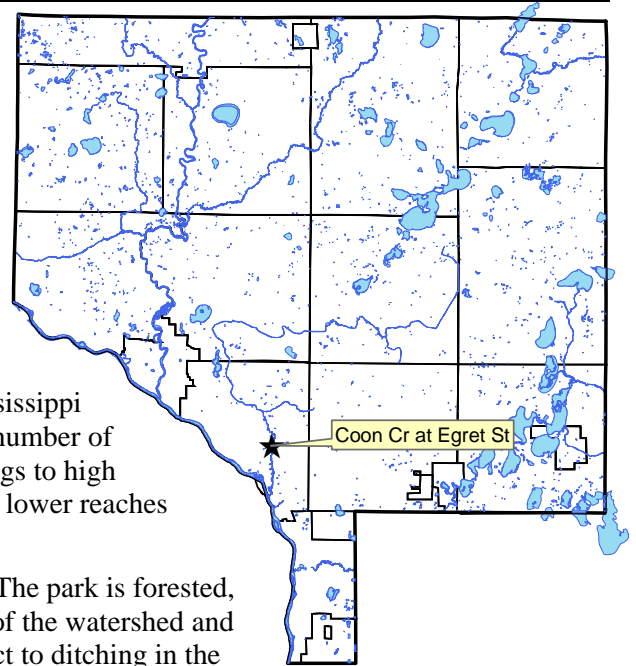 Coon Cr at Egret St
sissippi
number of
gs to high
lower reaches
The park is forested,
of the watershed and
ct to ditching in the